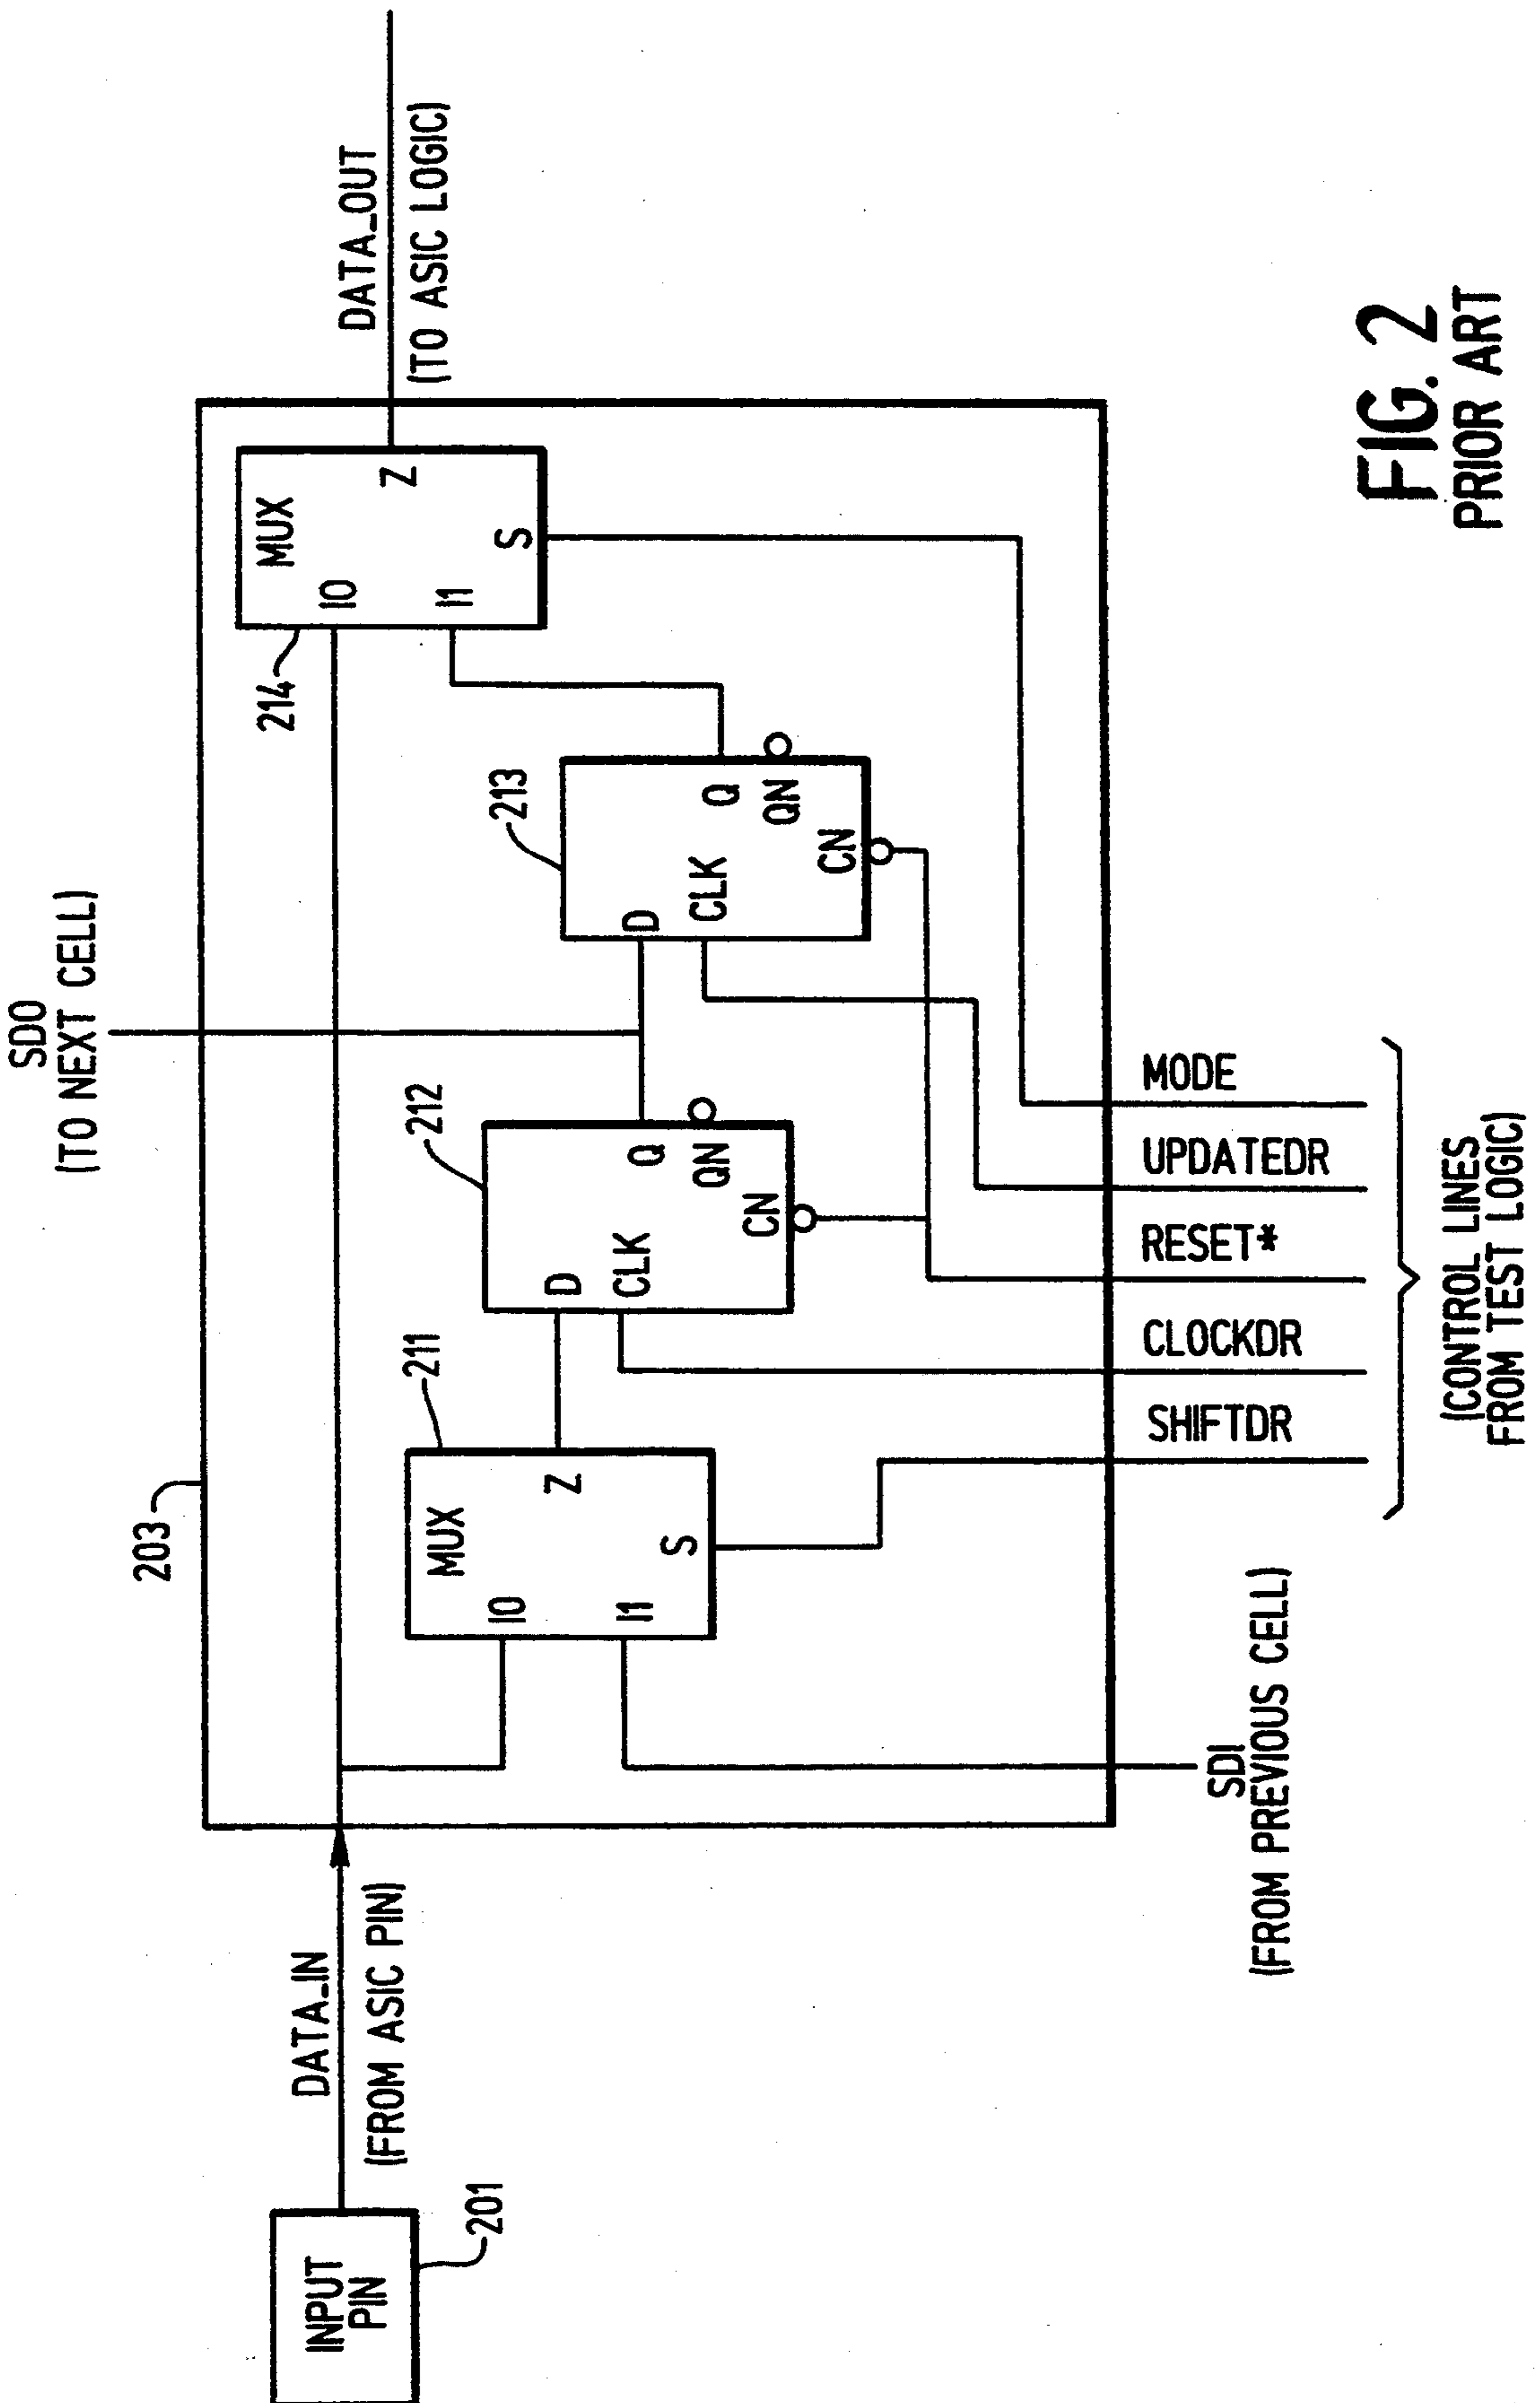 SDO
(TO NEXT CELL)
203
214
MUX
I0
I1
Z
S
DATA_OUT
(TO ASIC LOGIC)
INPUT
PIN
201
DATA_IN
(FROM ASIC PIN)
211
MUX
I0
I1
Z
S
212
D
CLK
Q
QN
CN
213
D
CLK
Q
QN
CN
SDI
(FROM PREVIOUS CELL)
SHIFTDR
CLOCKDR
RESET*
UPDATEDR
MODE
(CONTROL LINES
FROM TEST LOGIC)
FIG. 2
PRIOR ART